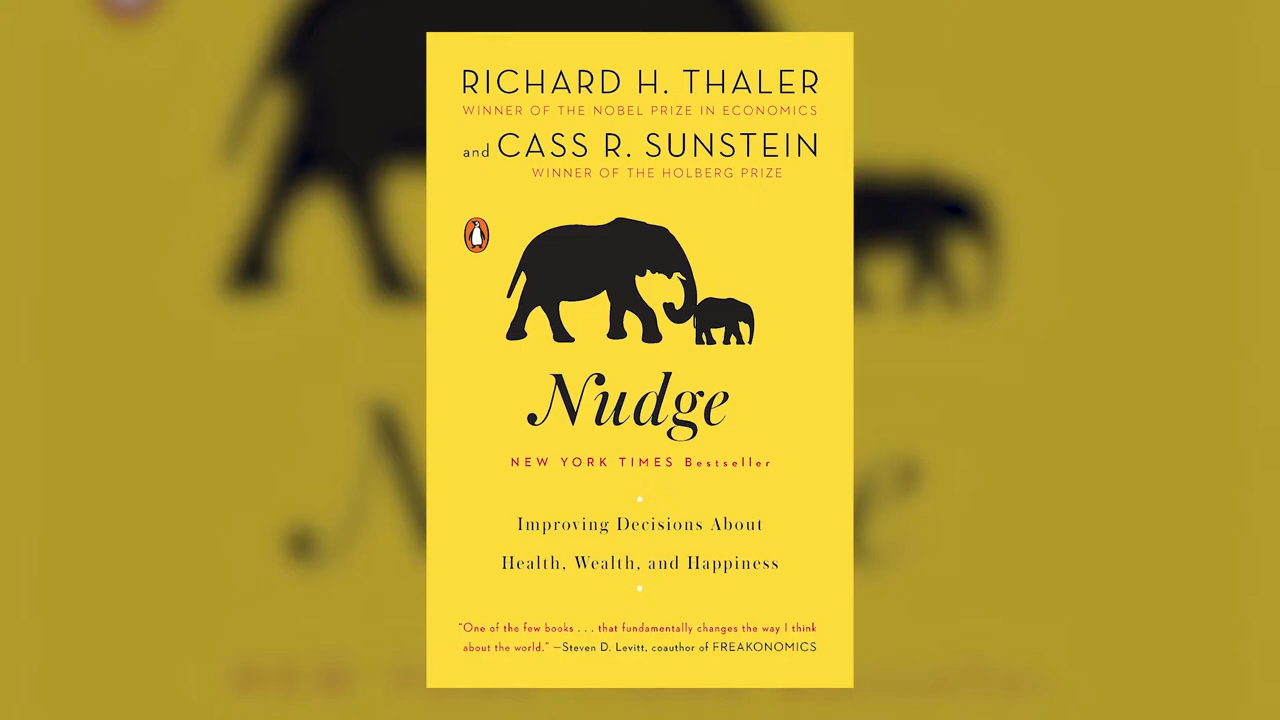 RICHARD H. THALER
WINNER OF THE NOBEL PRIZE IN ECONOMICS
and CASS R. SUNSTEIN
WINNER OF THE HOLBERG PRIZE
Nudge
NEW YORK TIMES Bestseller
Improving Decisions About
Health, Wealth, and Happiness
"One of the few books . . . that fundamentally changes the way I think
about the world." —Steven D. Levitt, coauthor of FREAKONOMICS